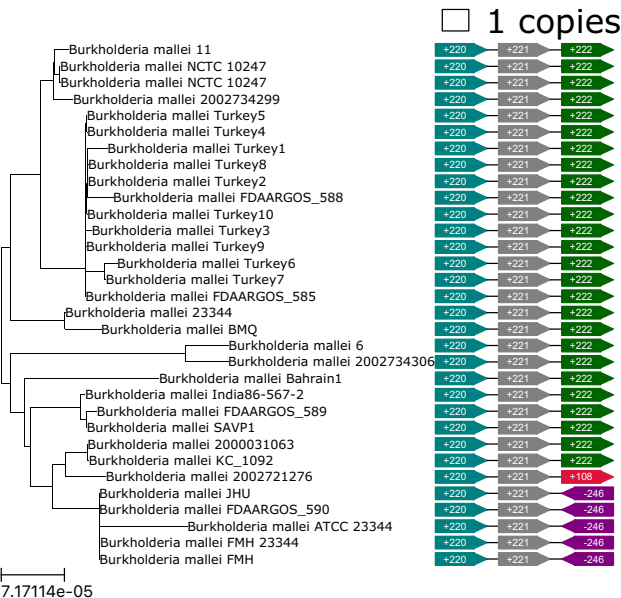 1 copies
Burkholderia mallei 11 +220 +221 +222
Burkholderia mallei NCTC 10247 +220 +221 +222
Burkholderia mallei NCTC 10247 +220 +221 +222
Burkholderia mallei 2002734299 +220 +221 +222
Burkholderia mallei Turkey5 +220 +221 +222
Burkholderia mallei Turkey4 +220 +221 +222
Burkholderia mallei Turkey1 +220 +221 +222
Burkholderia mallei Turkey8 +220 +221 +222
Burkholderia mallei Turkey2 +220 +221 +222
Burkholderia mallei FDAARGOS_588 +220 +221 +222
Burkholderia mallei Turkey10 +220 +221 +222
Burkholderia mallei Turkey3 +220 +221 +222
Burkholderia mallei Turkey9 +220 +221 +222
Burkholderia mallei Turkey6 +220 +221 +222
Burkholderia mallei Turkey7 +220 +221 +222
Burkholderia mallei FDAARGOS_585 +220 +221 +222
Burkholderia mallei 23344 +220 +221 +222
Burkholderia mallei BMQ +220 +221 +222
Burkholderia mallei 6 +220 +221 +222
Burkholderia mallei 2002734306 +220 +221 +222
Burkholderia mallei Bahrain1 +220 +221 +222
Burkholderia mallei India86-567-2 +220 +221 +222
Burkholderia mallei FDAARGOS_589 +220 +221 +222
Burkholderia mallei SAVP1 +220 +221 +222
Burkholderia mallei 2000031063 +220 +221 +222
Burkholderia mallei KC_1092 +220 +221 +222
Burkholderia mallei 2002721276 +220 +221 +108
Burkholderia mallei JHU +220 +221 -246
Burkholderia mallei FDAARGOS_590 +220 +221 -246
Burkholderia mallei ATCC 23344 +220 +221 -246
Burkholderia mallei FMH 23344 +220 +221 -246
Burkholderia mallei FMH +220 +221 -246
7.17114e-05